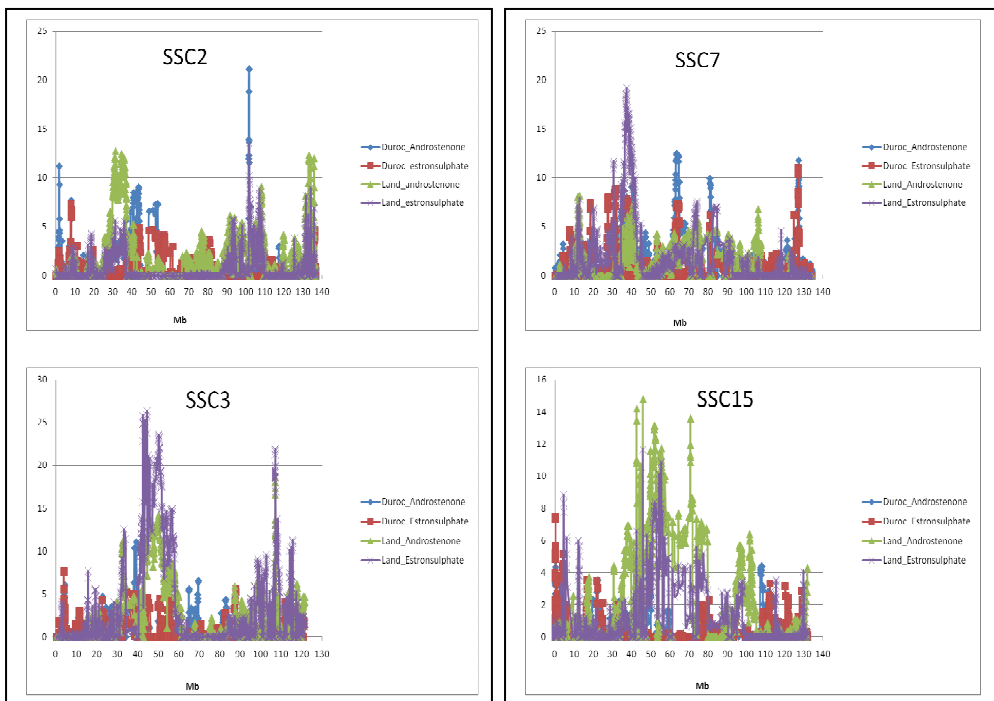 SSC2
25
20
15
10
5
0
0 10 20 30 40 50 60 70 80 90 100 110 120 130 140
Mb
Duroc_Androstenone
Duroc_estronsulphate
Land_androstenone
Land_Estronsulphate
SSC7
25
20
15
10
5
0
0 10 20 30 40 50 60 70 80 90 100 110 120 130 140
Mb
Duroc_Androstenone
Duroc_Estronsulphate
Land_Androstenone
Land_Estronsulphate
SSC3
30
25
20
15
10
5
0
0 10 20 30 40 50 60 70 80 90 100 110 120 130
Mb
Duroc_Androstenone
Duroc_Estronsulphate
Land_Androstenone
Land_Estronsulphate
SSC15
16
14
12
10
8
6
4
2
0
0 10 20 30 40 50 60 70 80 90 100 110 120 130 140
Mb
Duroc_Androstenone
Duroc_Estronsulphate
Land_Androstenone
Land_Estronsulphate